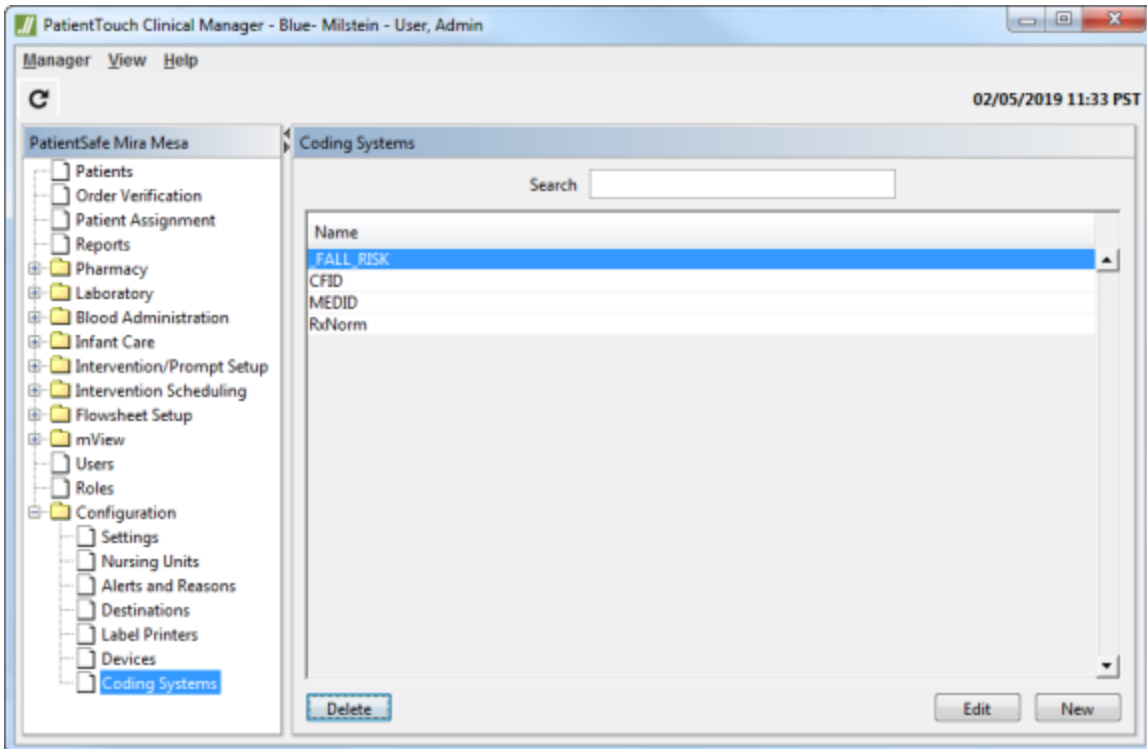 PatientTouch Clinical Manager - Blue- Milstein - User, Admin
Manager View Help
02/05/2019 11:33 PST
PatientSafe Mira Mesa
Patients
Order Verification
Patient Assignment
Reports
Pharmacy
Laboratory
Blood Administration
Infant Care
Intervention/Prompt Setup
Intervention Scheduling
Flowsheet Setup
mView
Users
Roles
Configuration
Settings
Nursing Units
Alerts and Reasons
Destinations
Label Printers
Devices
Coding Systems
Coding Systems
Search
Name
_FALL_RISK
CFID
MEDID
RxNorm
Delete Edit New